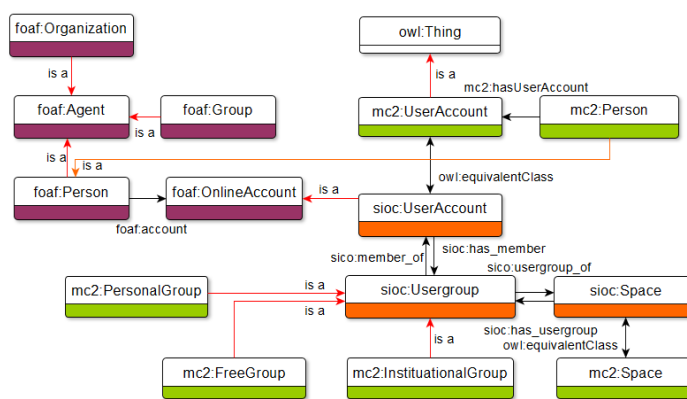 foaf:Organization
owl:Thing
is a
is a
mc2:hasUserAccount
foaf:Agent
foaf:Group
mc2:UserAccount
mc2:Person
is a
is a
is a
foaf:Person
foaf:OnlineAccount
is a
owl:equivalentClass
sioc:UserAccount
foaf:account
sioc:has_member
sico:member_of
sico:usergroup_of
mc2:PersonalGroup
is a
sioc:Usergroup
sioc:Space
is a
sioc:has_usergroup
is a
owl:equivalentClass
mc2:FreeGroup
mc2:InstituationalGroup
mc2:Space